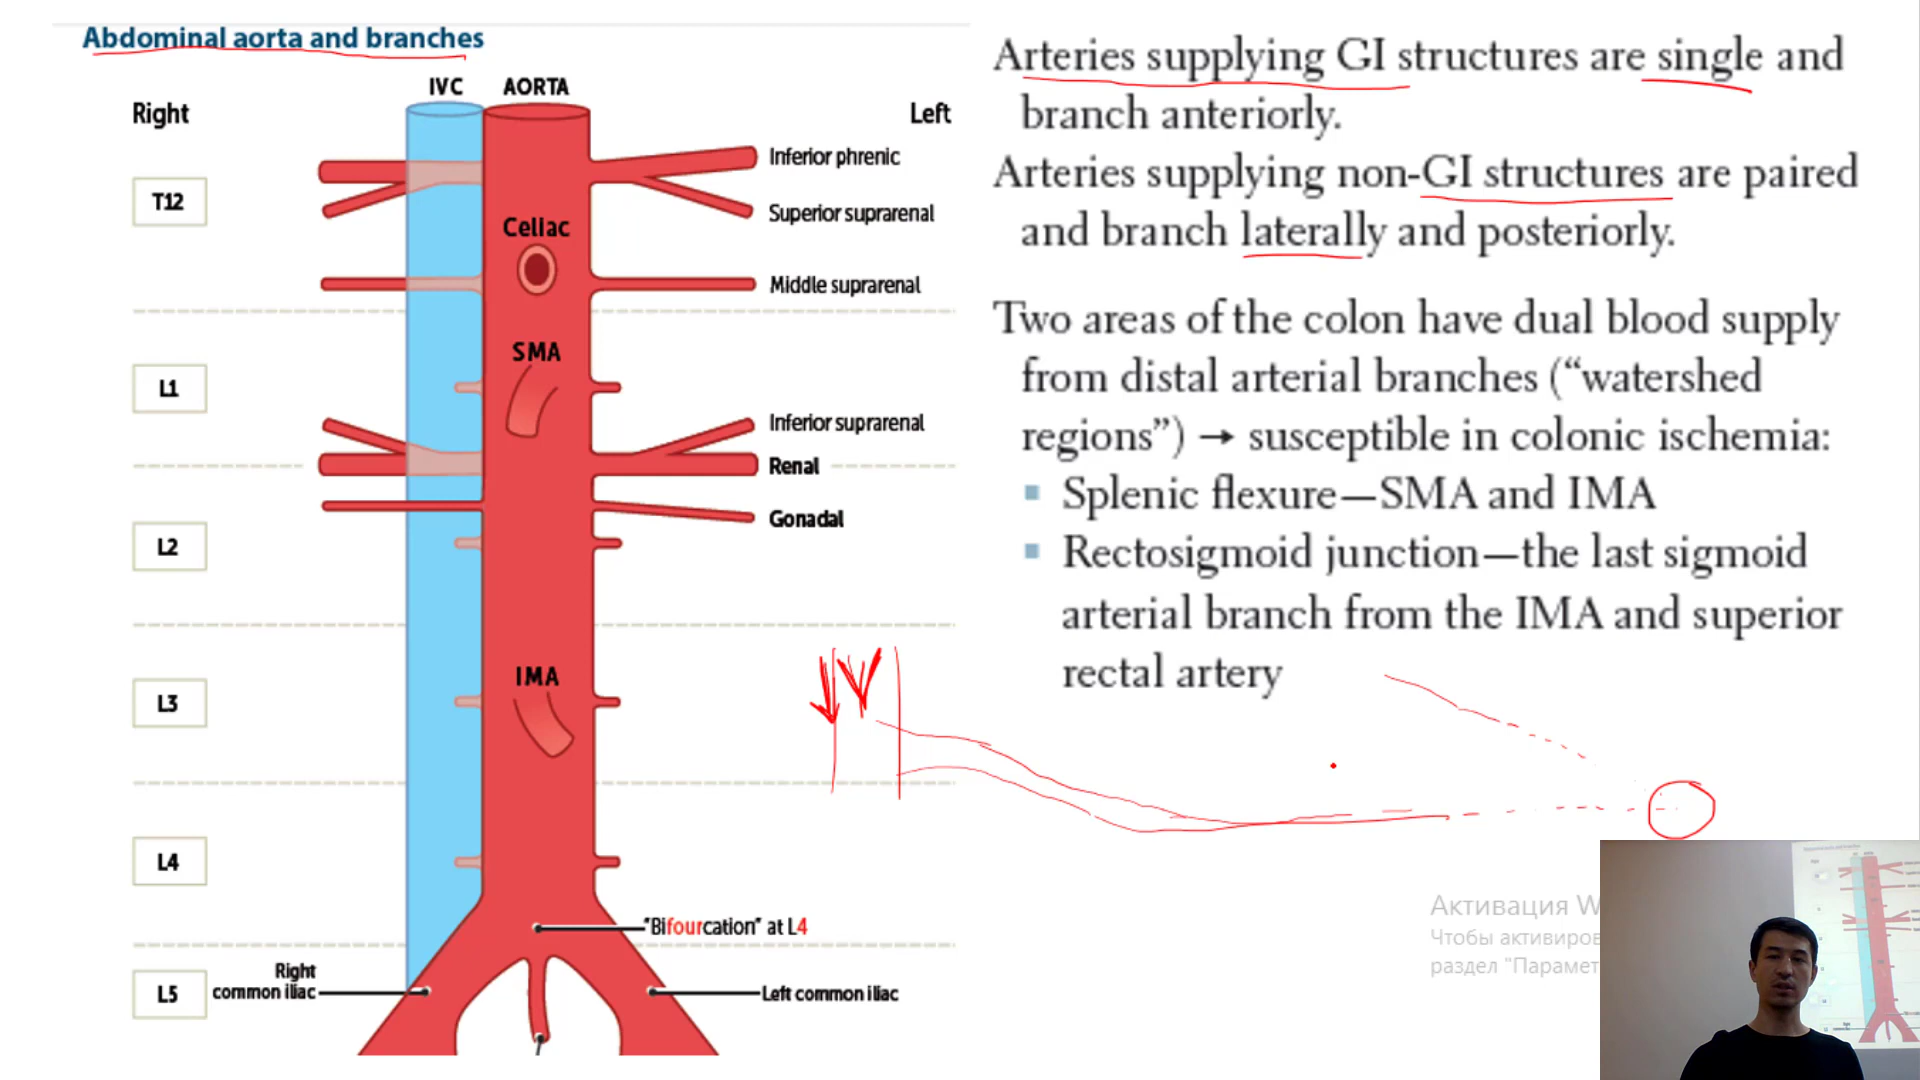 Abdominal aorta and branches
IVC AORTA
Right
Left
Inferior phrenic
T12
Superior suprarenal
Celiac
Middle suprarenal
SMA
L1
Inferior suprarenal
Renal
Gonadal
L2
IMA
L3
L4
"Bifourcation" at L4
Right
common iliac
L5
Left common iliac
Arteries supplying GI structures are single and
branch anteriorly.
Arteries supplying non-GI structures are paired
and branch laterally and posteriorly.
Two areas of the colon have dual blood supply
from distal arterial branches (“watershed
regions”) → susceptible in colonic ischemia:
▪ Splenic flexure—SMA and IMA
▪ Rectosigmoid junction—the last sigmoid
arterial branch from the IMA and superior
rectal artery
Активация W
Чтобы активиров
раздел "Парамет